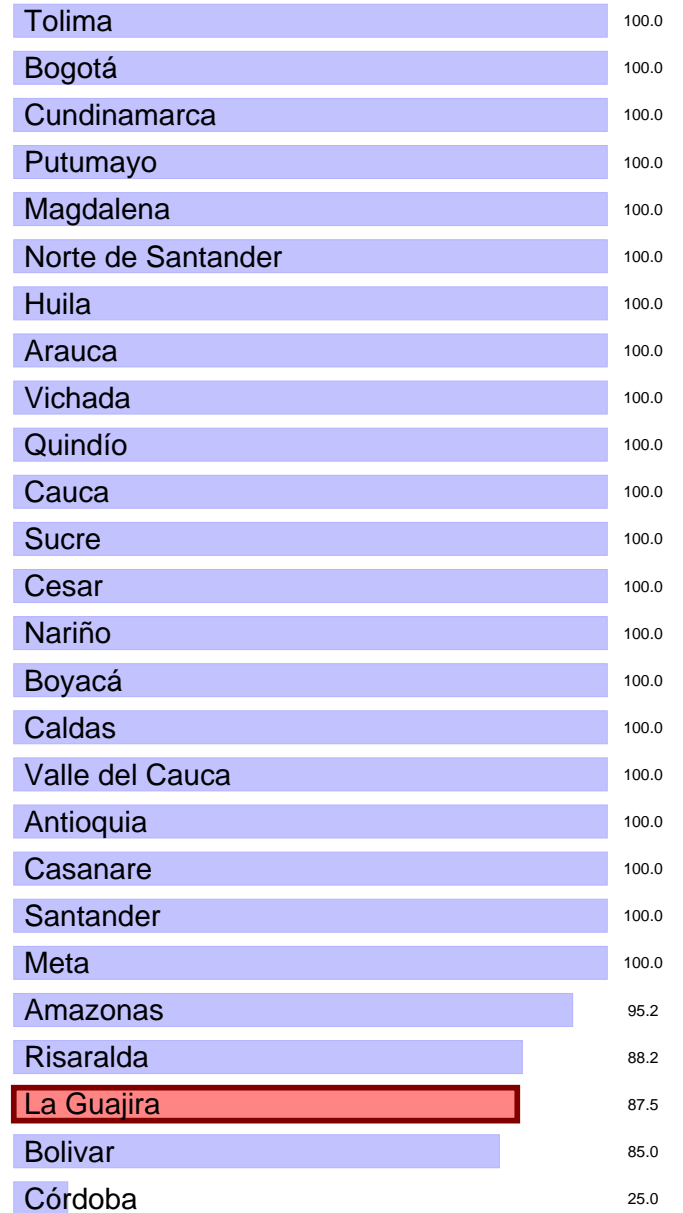 Tolima 100.0
Bogotá 100.0
Cundinamarca 100.0
Putumayo 100.0
Magdalena 100.0
Norte de Santander 100.0
Huila 100.0
Arauca 100.0
Vichada 100.0
Quindío 100.0
Cauca 100.0
Sucre 100.0
Cesar 100.0
Nariño 100.0
Boyacá 100.0
Caldas 100.0
Valle del Cauca 100.0
Antioquia 100.0
Casanare 100.0
Santander 100.0
Meta 100.0
Amazonas 95.2
Risaralda 88.2
La Guajira 87.5
Bolivar 85.0
Córdoba 25.0